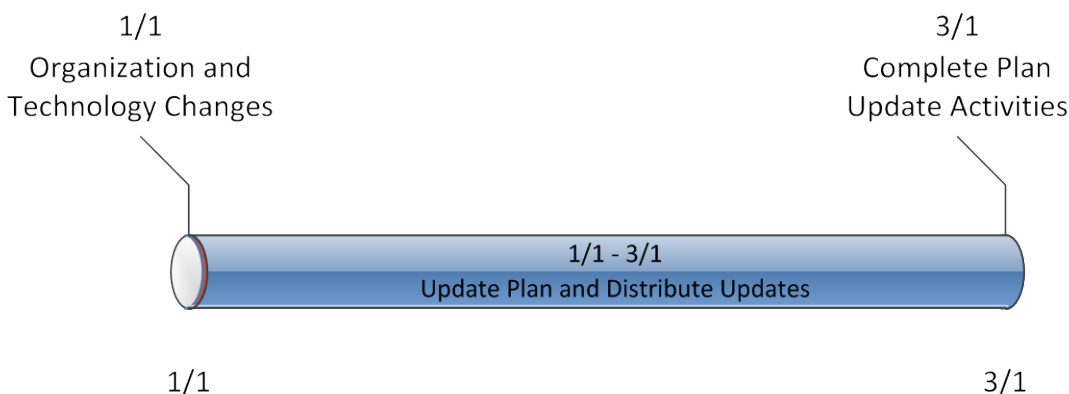 1/1
Organization and
Technology Changes
3/1
Complete Plan
Update Activities
1/1 - 3/1
Update Plan and Distribute Updates
1/1
3/1